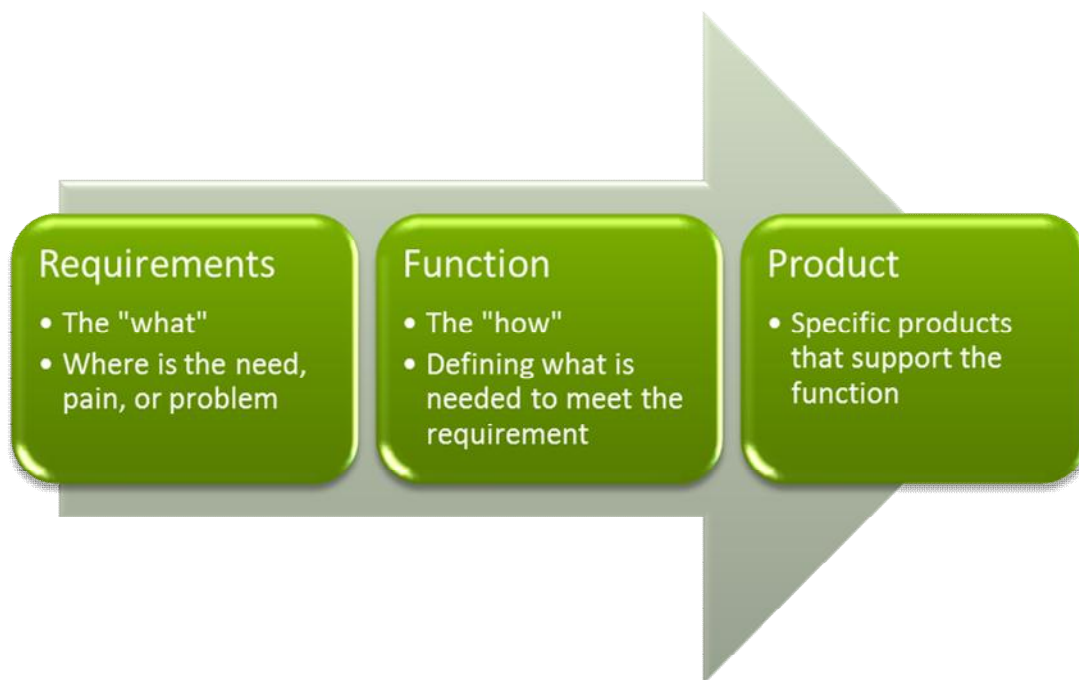 Requirements
• The "what"
• Where is the need,
pain, or problem
Function
• The "how"
• Defining what is
needed to meet the
requirement
Product
• Specific products
that support the
function